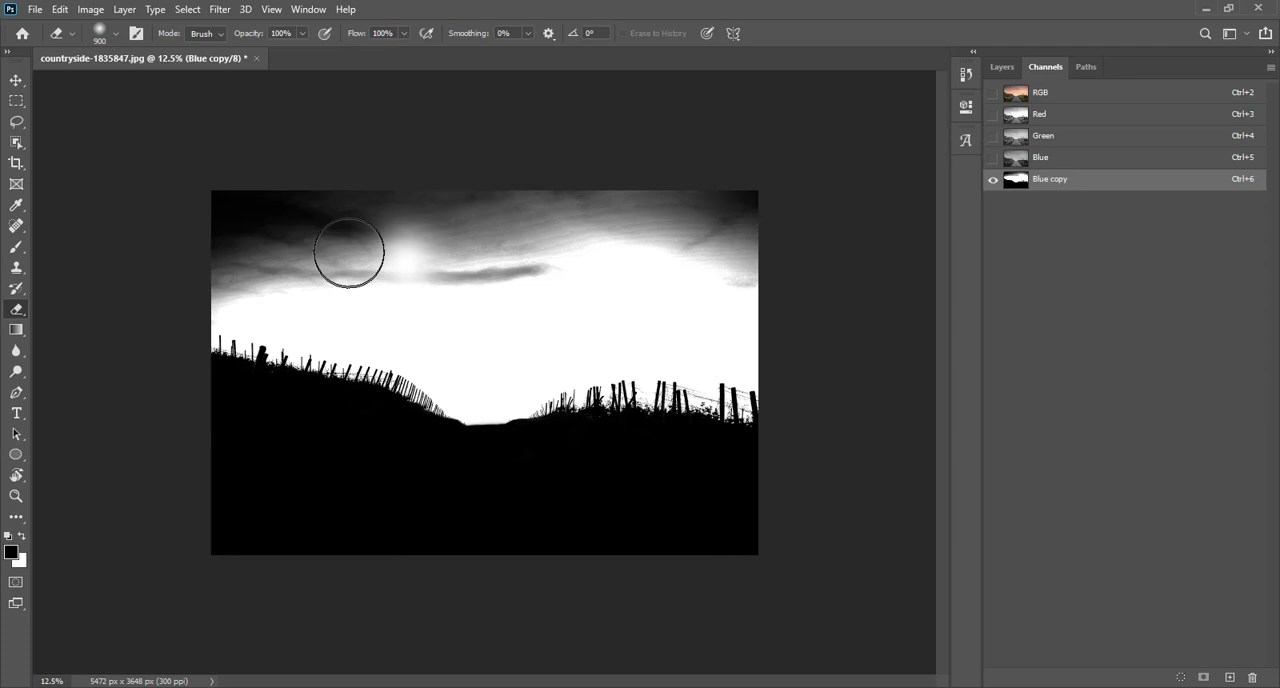 Ps File Edit Image Layer Type Select Filter 3D View Window Help
900 Mode: Brush Opacity: 100% Flow: 100% Smoothing: 0% 0° Erase to History
countryside-1835847.jpg @ 12.5% (Blue copy/8) *
Layers Channels Paths
RGB Ctrl+2
Red Ctrl+3
Green Ctrl+4
Blue Ctrl+5
Blue copy Ctrl+6
12.5% 5472 px x 3648 px (300 ppi)